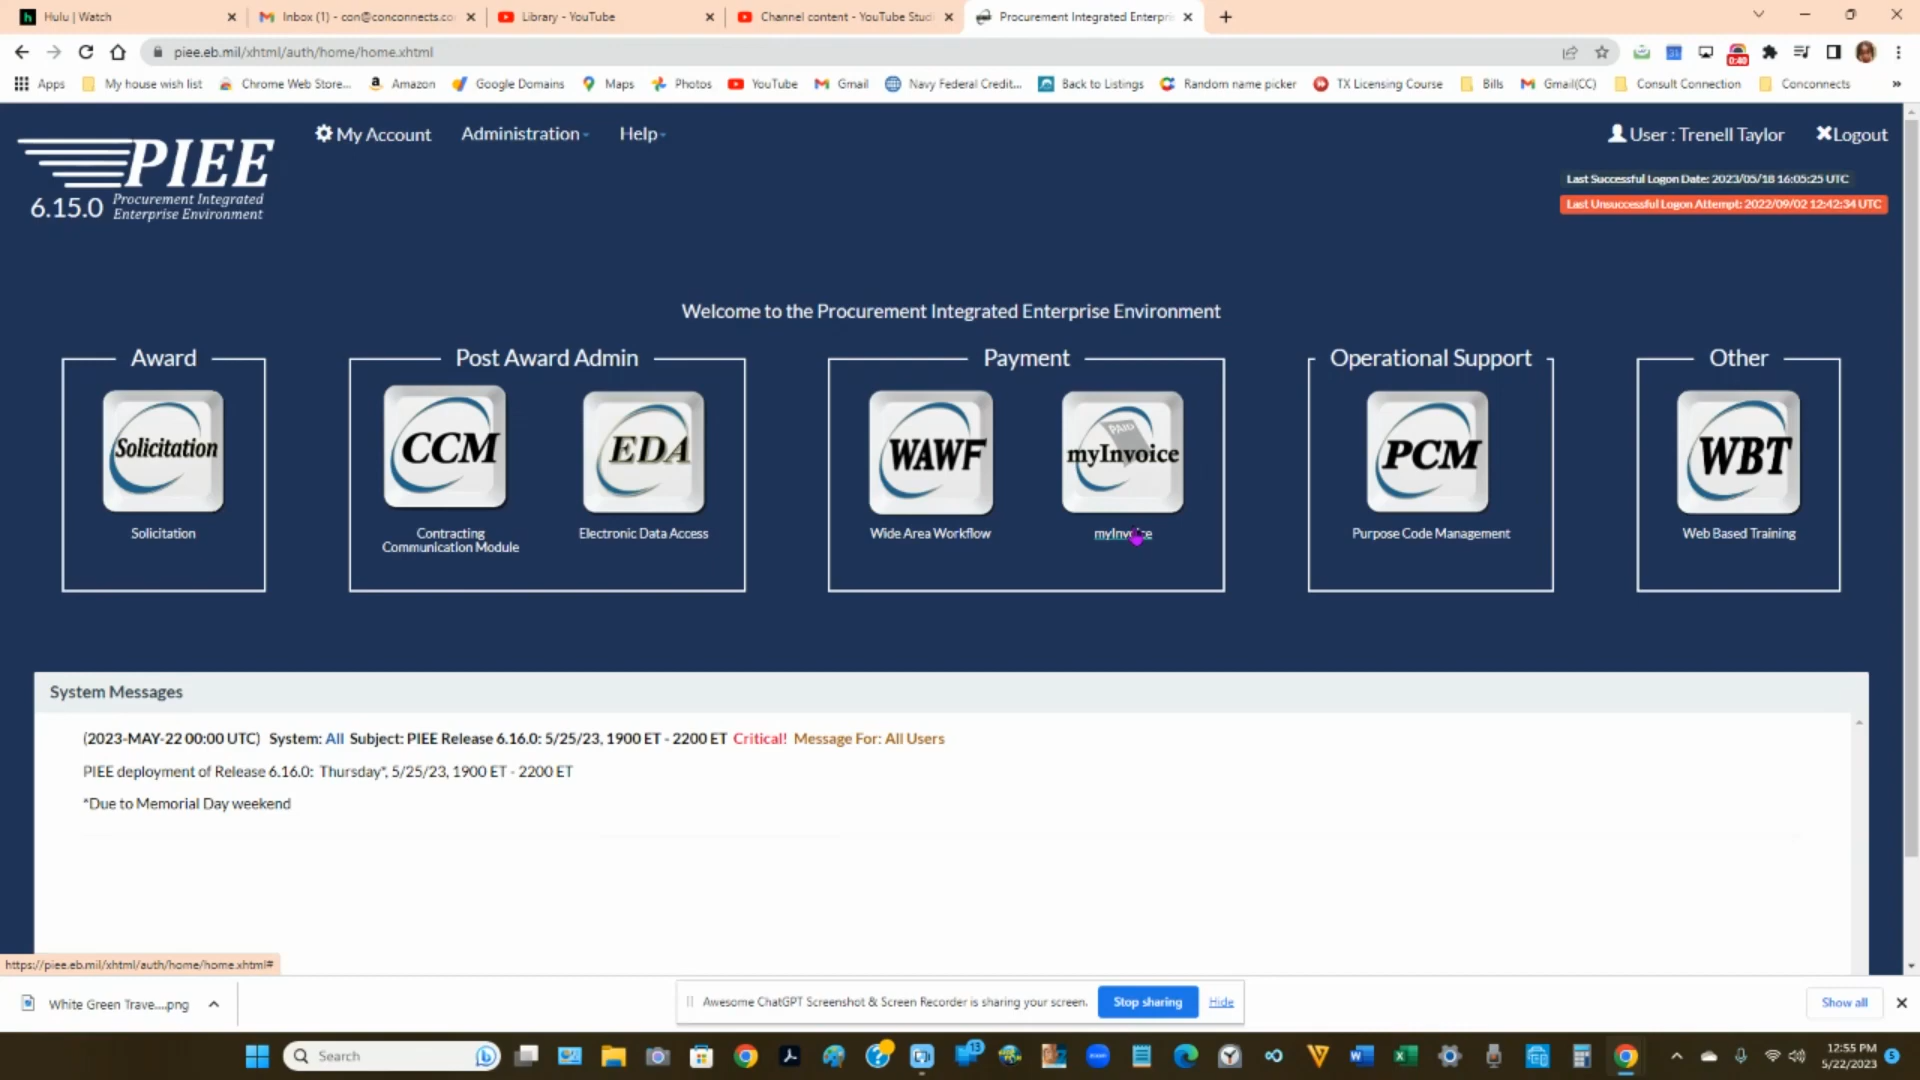 Hulu | Watch
Inbox (1) - con@conconnects.co
Library - YouTube
Channel content - YouTube Studi
Procurement Integrated Enterpri
piee.eb.mil/xhtml/auth/home/home.xhtml
0:40
Apps
My house wish list
Chrome Web Store...
Amazon
Google Domains
Maps
Photos
YouTube
Gmail
Navy Federal Credit...
Back to Listings
Random name picker
TX Licensing Course
Bills
Gmail(CC)
Consult Connection
Conconnects
»
PIEE
6.15.0
Procurement Integrated
Enterprise Environment
My Account
Administration
Help
User : Trenell Taylor
Logout
Last Successful Logon Date: 2023/05/18 16:05:25 UTC
Last Unsuccessful Logon Attempt: 2022/09/02 12:42:34 UTC
Welcome to the Procurement Integrated Enterprise Environment
Award
Post Award Admin
Payment
Operational Support
Other
Solicitation
CCM
EDA
WAWF
PAID
myInvoice
PCM
WBT
Solicitation
Contracting
Communication Module
Electronic Data Access
Wide Area Workflow
myInvoice
Purpose Code Management
Web Based Training
System Messages
(2023-MAY-22 00:00 UTC) System: All Subject: PIEE Release 6.16.0: 5/25/23, 1900 ET - 2200 ET Critical! Message For: All Users
PIEE deployment of Release 6.16.0: Thursday*, 5/25/23, 1900 ET - 2200 ET
*Due to Memorial Day weekend
https://piee.eb.mil/xhtml/auth/home/home.xhtml#
White Green Trave....png
Awesome ChatGPT Screenshot & Screen Recorder is sharing your screen.
Stop sharing
Hide
Show all
Search
13
12:55 PM
5/22/2023
5